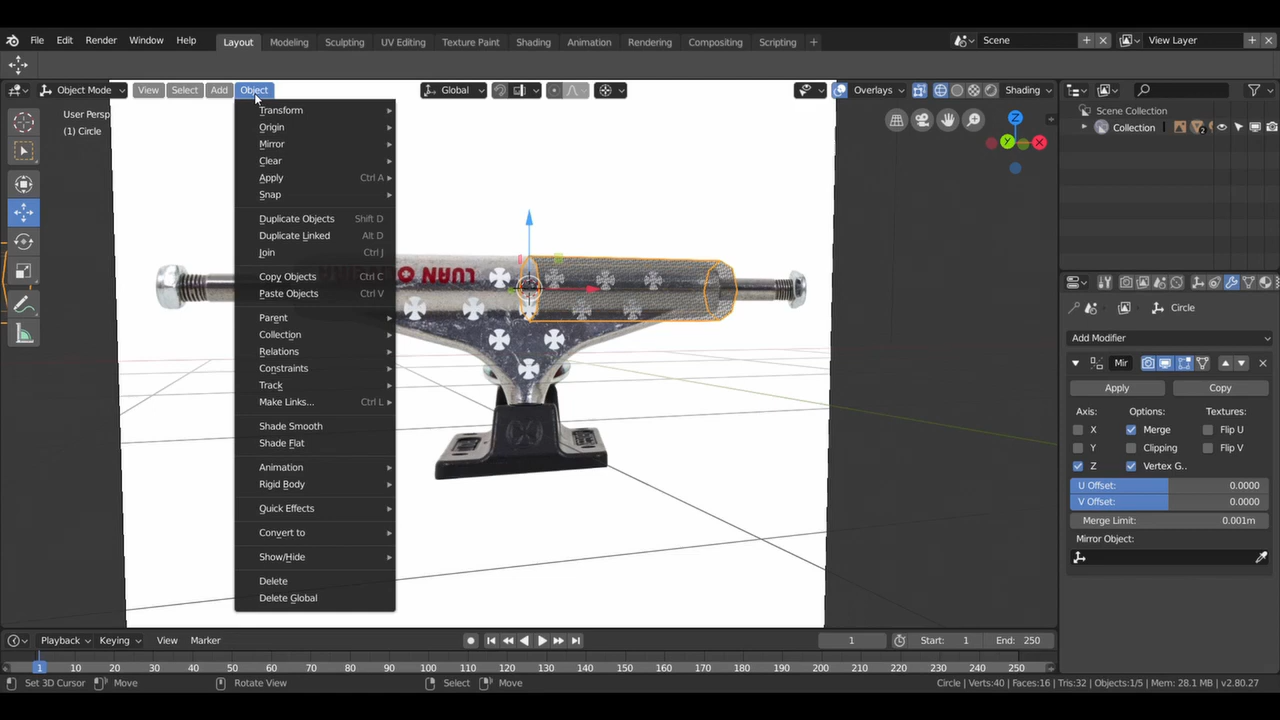 File Edit Render Window Help Layout Modeling Sculpting UV Editing Texture Paint Shading Animation Rendering Compositing Scripting + Scene View Layer
Object Mode View Select Add Object Global Overlays Shading
User Persp
(1) Circle
Transform
Origin
Mirror
Clear
Apply Ctrl A
Snap
Duplicate Objects Shift D
Duplicate Linked Alt D
Join Ctrl J
Copy Objects Ctrl C
Paste Objects Ctrl V
Parent
Collection
Relations
Constraints
Track
Make Links... Ctrl L
Shade Smooth
Shade Flat
Animation
Rigid Body
Quick Effects
Convert to
Show/Hide
Delete
Delete Global
LUAN
Z
Y
X
Scene Collection
Collection
2
Circle
Add Modifier
Mir
Apply Copy
Axis: Options: Textures:
X Merge Flip U
Y Clipping Flip V
Z Vertex G..
U Offset: 0.0000
V Offset: 0.0000
Merge Limit: 0.001m
Mirror Object:
Playback Keying View Marker 1 Start: 1 End: 250
1 10 20 30 40 50 60 70 80 90 100 110 120 130 140 150 160 170 180 190 200 210 220 230 240 250
Set 3D Cursor Move Rotate View Select Move Circle | Verts:40 | Faces:16 | Tris:32 | Objects:1/5 | Mem: 28.1 MB | v2.80.27